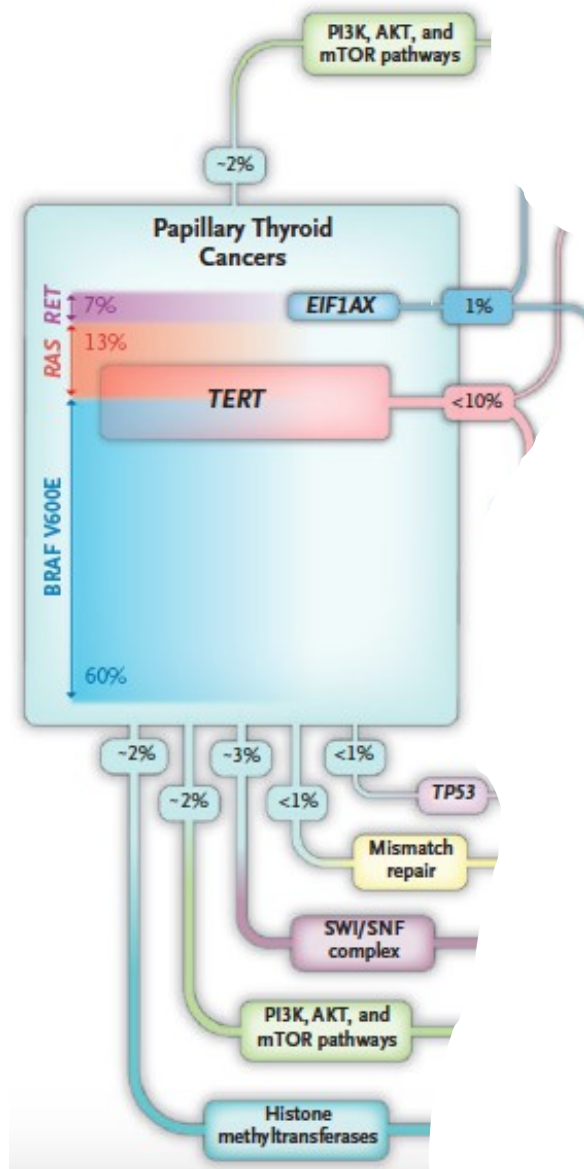 PI3K, AKT, and
mTOR pathways
~2%
Papillary Thyroid
Cancers
RET
7%
EIF1AX
1%
RAS
13%
TERT
<10%
BRAF V600E
60%
~2%
~3%
<1%
~2%
<1%
TP53
Mismatch
repair
SWI/SNF
complex
PI3K, AKT, and
mTOR pathways
Histone
methyltransferases